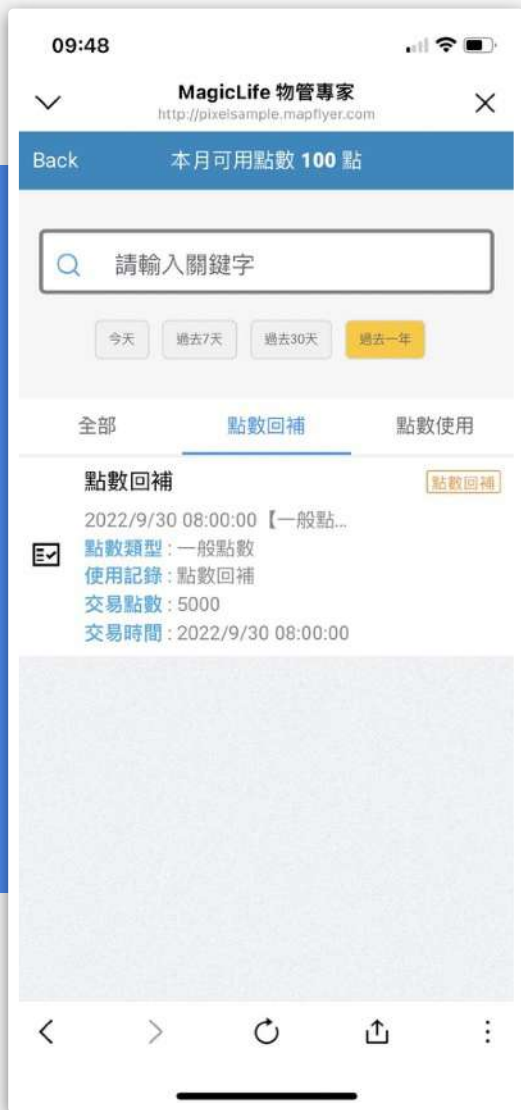 09:48
MagicLife 物管專家
http://pixelsample.mapflyer.com
Back
本月可用點數 100 點
請輸入關鍵字
今天
過去7天
過去30天
過去一年
全部
點數回補
點數使用
點數回補
點數回補
2022/9/30 08:00:00【一般點...
點數類型 : 一般點數
使用記錄 : 點數回補
交易點數 : 5000
交易時間 : 2022/9/30 08:00:00